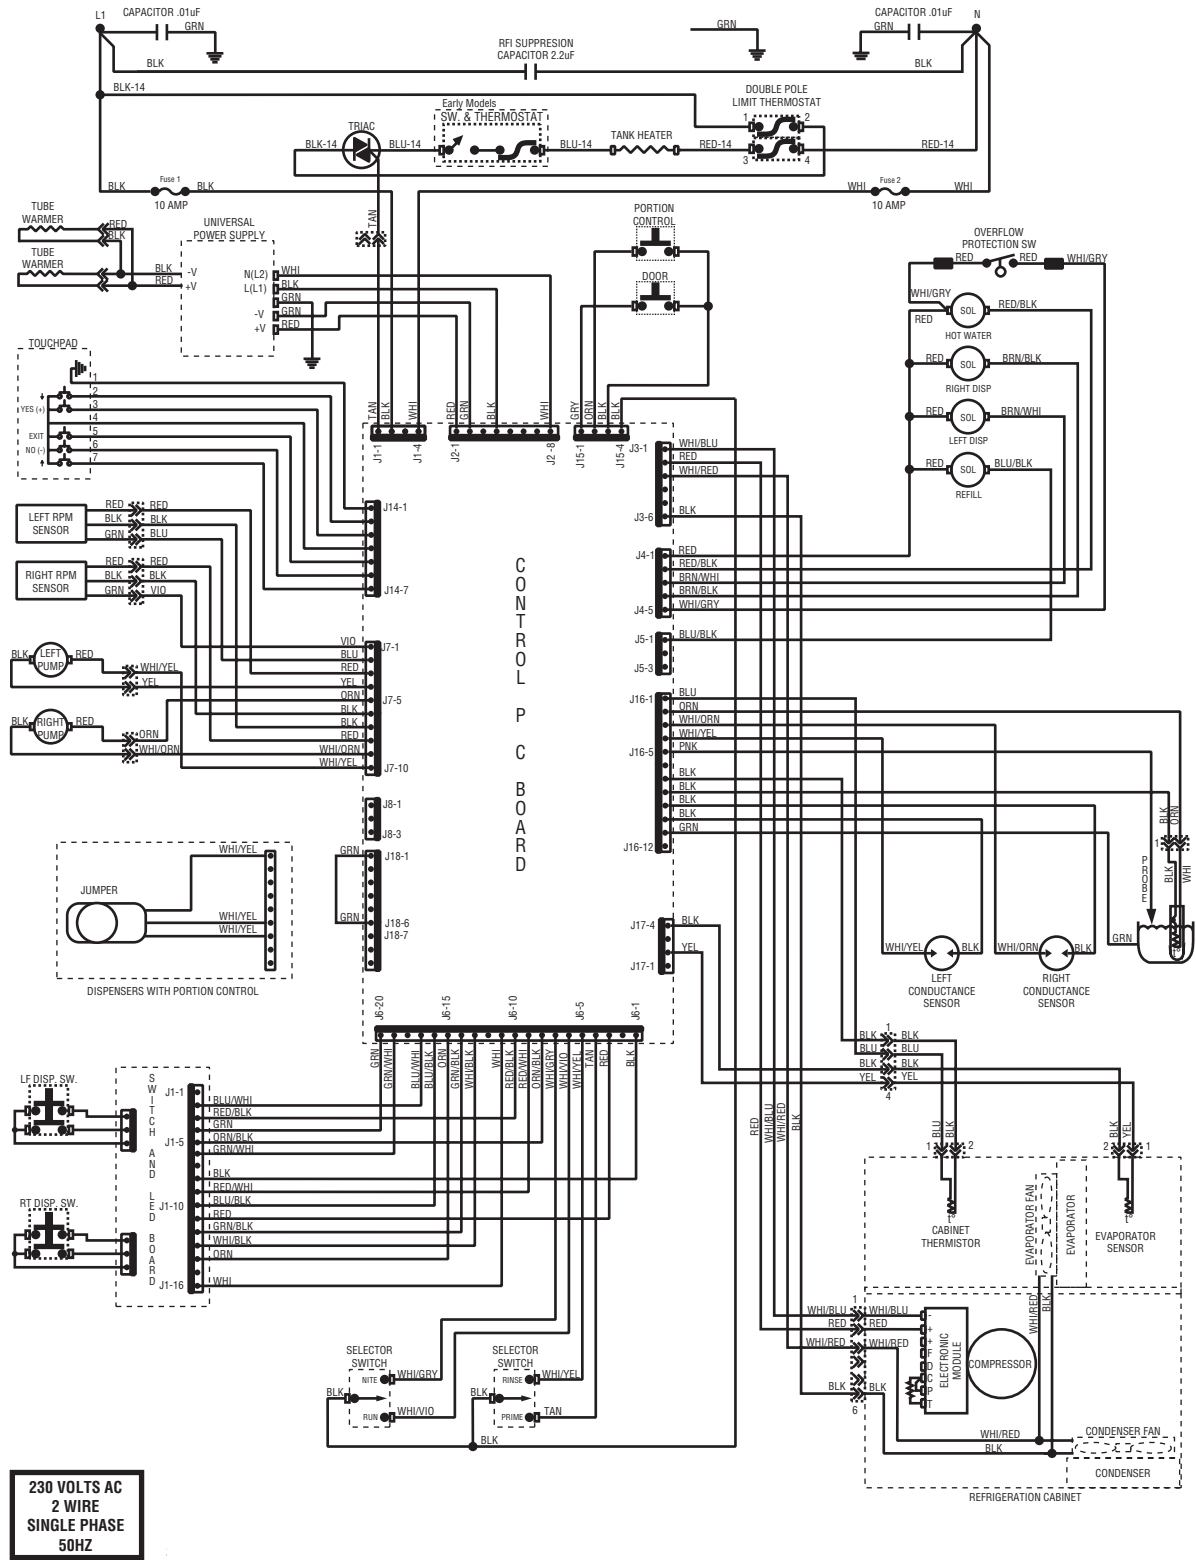 L1
CAPACITOR .01uF
GRN
GRN
CAPACITOR .01uF
GRN
N
RFI SUPPRESION
CAPACITOR 2.2uF
BLK
BLK
BLK-14
DOUBLE POLE
LIMIT THERMOSTAT
Early Models
SW. & THERMOSTAT
TRIAC
1
2
BLK-14
BLU-14
BLU-14
TANK HEATER
RED-14
3
4
RED-14
BLK
Fuse 1
BLK
10 AMP
WHI
Fuse 2
WHI
10 AMP
TUBE
WARMER
RED
BLK
TUBE
WARMER
UNIVERSAL
POWER SUPPLY
TAN
PORTION
CONTROL
OVERFLOW
PROTECTION SW
RED
RED
WHI/GRY
BLK
RED
-V
+V
N(L2)
WHI
L(L1)
BLK
GRN
-V
GRN
+V
RED
DOOR
WHI/GRY
RED
SOL
RED/BLK
HOT WATER
RED
SOL
BRN/BLK
RIGHT DISP
RED
SOL
BRN/WHI
LEFT DISP
RED
SOL
BLU/BLK
REFILL
TOUCHPAD
1
2
YES (+)
3
4
EXIT
5
NO (-)
6
7
TAN
BLK
WHI
RED
GRN
BLK
WHI
GRY
ORN
BLK
BLK
J1-1
J1-4
J2-1
J2 -8
J15-1
J15-4
J3-1
WHI/BLU
RED
WHI/RED
J3-6
BLK
J14-1
J14-7
LEFT RPM
SENSOR
RED
RED
BLK
BLK
GRN
BLU
RIGHT RPM
SENSOR
RED
RED
BLK
BLK
GRN
VIO
CONTROL P C BOARD
J4-1
RED
RED/BLK
BRN/WHI
BRN/BLK
J4-5
WHI/GRY
J5-1
BLU/BLK
J5-3
VIO
J7-1
BLU
RED
YEL
ORN
J7-5
BLK
BLK
RED
WHI/ORN
WHI/YEL
J7-10
BLK
LEFT
PUMP
RED
WHI/YEL
YEL
BLK
RIGHT
PUMP
RED
ORN
WHI/ORN
J16-1
BLU
ORN
WHI/ORN
WHI/YEL
J16-5
PNK
BLK
BLK
BLK
BLK
GRN
J16-12
J8-1
J8-3
GRN
J18-1
GRN
J18-6
J18-7
WHI/YEL
JUMPER
WHI/YEL
WHI/YEL
DISPENSERS WITH PORTION CONTROL
J17-4
BLK
YEL
J17-1
BLK
ORN
1
PROBE
BLK
WHI
GRN
t°
WHI/YEL
BLK
LEFT
CONDUCTANCE
SENSOR
WHI/ORN
BLK
RIGHT
CONDUCTANCE
SENSOR
J6-20
J6-15
J6-10
J6-5
J6-1
GRN
GRN/WHI
BLU/WHI
BLU/BLK
ORN
GRN/BLK
WHI/BLK
WHI
RED/BLK
RED/WHI
ORN/BLK
WHI/GRY
WHI/VIO
WHI/YEL
TAN
RED
BLK
1
BLK
BLK
BLU
BLU
BLK
BLK
YEL
YEL
4
LF DISP. SW.
RT DISP. SW.
SWITCH AND LED BOARD
J1-1
BLU/WHI
RED/BLK
GRN
J1-5
ORN/BLK
GRN/WHI
BLK
RED/WHI
J1-10
BLU/BLK
RED
GRN/BLK
WHI/BLK
ORN
J1-16
WHI
RED
WHI/BLU
WHI/RED
BLK
BLU
BLK
1
2
BLK
YEL
2
1
t°
CABINET
THERMISTOR
EVAPORATOR FAN
EVAPORATOR
t°
EVAPORATOR
SENSOR
WHI/RED
BLK
1
WHI/BLU
WHI/BLU
RED
RED
WHI/RED
WHI/RED
BLK
BLK
6
-
+
+
F
D
C
P
T
ELECTRONIC
MODULE
COMPRESSOR
WHI/RED
BLK
CONDENSER FAN
CONDENSER
REFRIGERATION CABINET
SELECTOR
SWITCH
NITE
WHI/GRY
BLK
RUN
WHI/VIO
SELECTOR
SWITCH
RINSE
WHI/YEL
BLK
PRIME
TAN
BLK
230 VOLTS AC
2 WIRE
SINGLE PHASE
50HZ